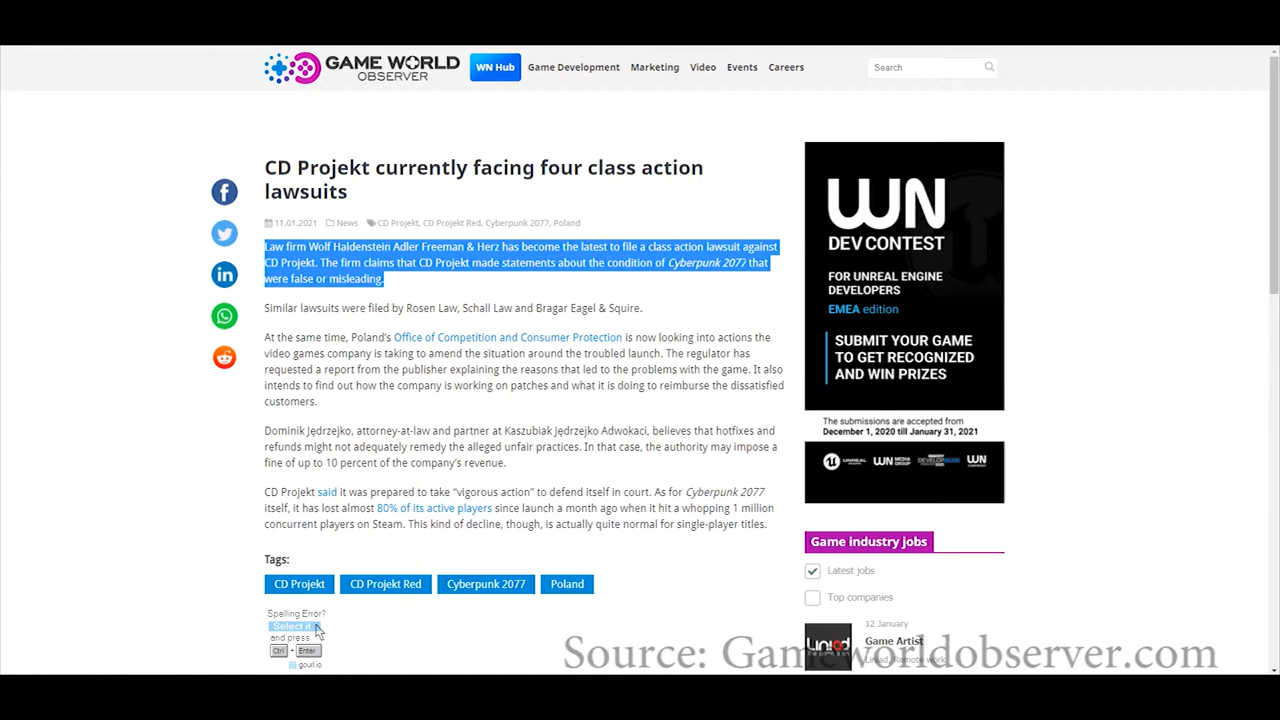 GAME WORLD
OBSERVER
WN Hub
Game Development
Marketing
Video
Events
Careers
Search
CD Projekt currently facing four class action
lawsuits
11.01.2021 News CD Projekt, CD Projekt Red, Cyberpunk 2077, Poland
Law firm Wolf Haldenstein Adler Freeman & Herz has become the latest to file a class action lawsuit against
CD Projekt. The firm claims that CD Projekt made statements about the condition of Cyberpunk 2077 that
were false or misleading.
Similar lawsuits were filed by Rosen Law, Schall Law and Bragar Eagel & Squire.
At the same time, Poland's Office of Competition and Consumer Protection is now looking into actions the
video games company is taking to amend the situation around the troubled launch. The regulator has
requested a report from the publisher explaining the reasons that led to the problems with the game. It also
intends to find out how the company is working on patches and what it is doing to reimburse the dissatisfied
customers.
Dominik Jędrzejko, attorney-at-law and partner at Kaszubiak Jędrzejko Adwokaci, believes that hotfixes and
refunds might not adequately remedy the alleged unfair practices. In that case, the authority may impose a
fine of up to 10 percent of the company's revenue.
CD Projekt said it was prepared to take “vigorous action” to defend itself in court. As for Cyberpunk 2077
itself, it has lost almost 80% of its active players since launch a month ago when it hit a whopping 1 million
concurrent players on Steam. This kind of decline, though, is actually quite normal for single-player titles.
Tags:
CD Projekt
CD Projekt Red
Cyberpunk 2077
Poland
Spelling Error?
Select it
and press
Ctrl + Enter
gourl.io
WN
DEV CONTEST
FOR UNREAL ENGINE
DEVELOPERS
EMEA edition
SUBMIT YOUR GAME
TO GET RECOGNIZED
AND WIN PRIZES
The submissions are accepted from
December 1, 2020 till January 31, 2021
UNREAL
WN MEDIA GROUP
WN
Game industry jobs
Latest jobs
Top companies
12 January
Game Artist
Liniad, Remote work
Source: Gameworldobserver.com